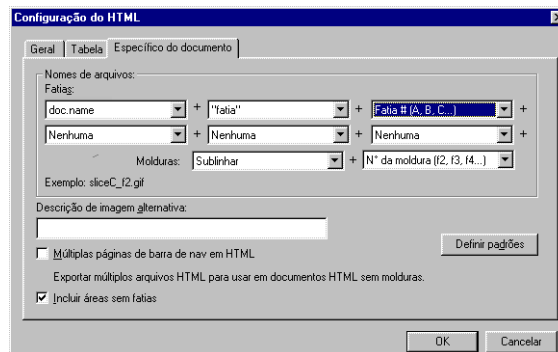 Configuração do HTML
Geral Tabela Específico do documento
Nomes de arquivos:
Fatias:
doc.name + "fatia" + Fatia # (A, B, C...) +
Nenhuma + Nenhuma + Nenhuma +
Molduras: Sublinhar + N° da moldura (f2, f3, f4...)
Exemplo: sliceC_f2.gif
Descrição de imagem alternativa:
Múltiplas páginas de barra de nav em HTML
Definir padrões
Exportar múltiplos arquivos HTML para usar em documentos HTML sem molduras.
Incluir áreas sem fatias
OK Cancelar